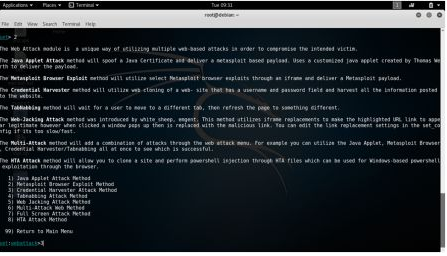 Applications ▾ Places ▾ Terminal ▾ Tue 09:31 1
root@debian: ~
File Edit View Search Terminal Help
set> 2
The Web Attack module is a unique way of utilizing multiple web-based attacks in order to compromise the intended victim.
The Java Applet Attack method will spoof a Java Certificate and deliver a metasploit based payload. Uses a customized java applet created by Thomas We
rth to deliver the payload.
The Metasploit Browser Exploit method will utilize select Metasploit browser exploits through an iframe and deliver a Metasploit payload.
The Credential Harvester method will utilize web cloning of a web- site that has a username and password field and harvest all the information posted
to the website.
The TabNabbing method will wait for a user to move to a different tab, then refresh the page to something different.
The Web-Jacking Attack method was introduced by white_sheep, emgent. This method utilizes iframe replacements to make the highlighted URL link to appe
ar legitimate however when clicked a window pops up then is replaced with the malicious link. You can edit the link replacement settings in the set_co
nfig if its too slow/fast.
The Multi-Attack method will add a combination of attacks through the web attack menu. For example you can utilize the Java Applet, Metasploit Browser
, Credential Harvester/Tabnabbing all at once to see which is successful.
The HTA Attack method will allow you to clone a site and perform powershell injection through HTA files which can be used for Windows-based powershell
exploitation through the browser.
1) Java Applet Attack Method
2) Metasploit Browser Exploit Method
3) Credential Harvester Attack Method
4) Tabnabbing Attack Method
5) Web Jacking Attack Method
6) Multi-Attack Web Method
7) Full Screen Attack Method
8) HTA Attack Method
99) Return to Main Menu
set:webattack>3